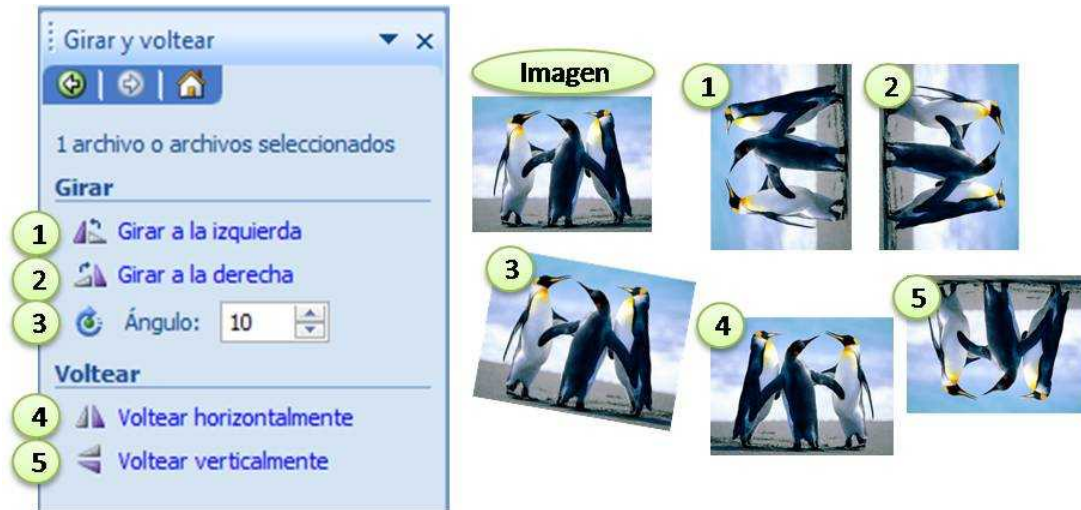 Girar y voltear
1 archivo o archivos seleccionados
Girar
1 Girar a la izquierda
2 Girar a la derecha
3 Ángulo: 10
Voltear
4 Voltear horizontalmente
5 Voltear verticalmente
Imagen
1
2
3
4
5